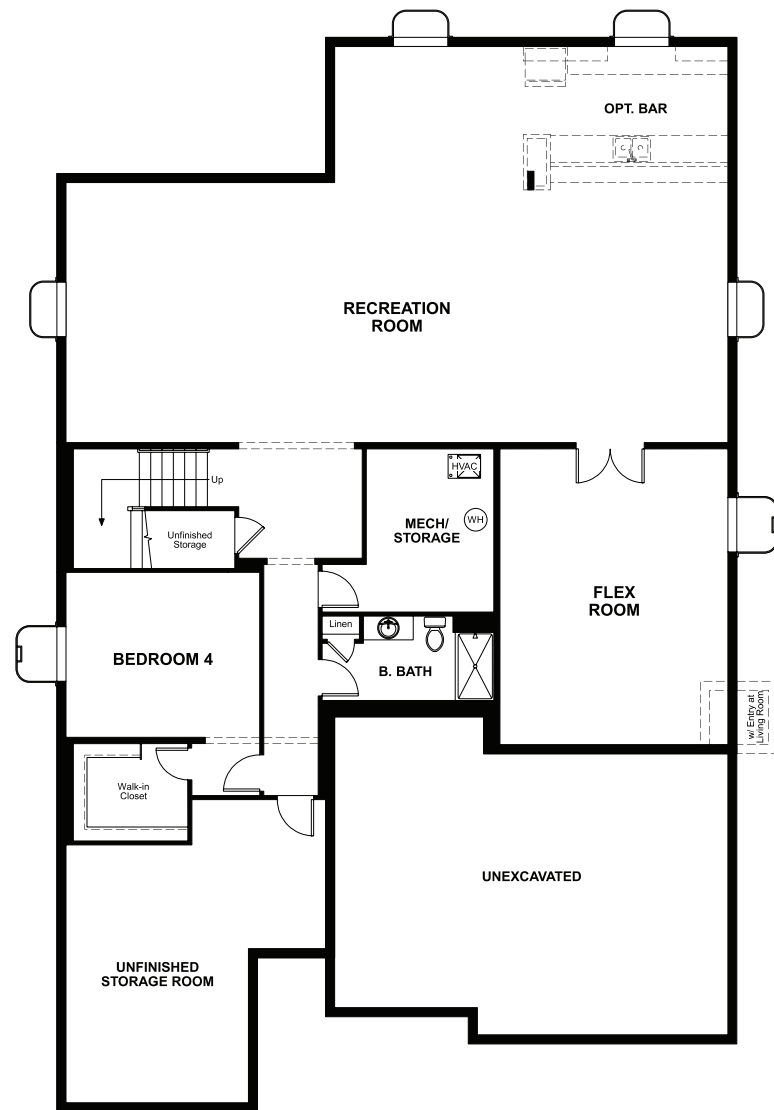 OPT. BAR
RECREATION
ROOM
Up
HVAC
Unfinished
Storage
MECH/
STORAGE
WH
FLEX
ROOM
Linen
BEDROOM 4
B. BATH
w/ Entry at
Living Room
Walk-in
Closet
UNEXCAVATED
UNFINISHED
STORAGE ROOM